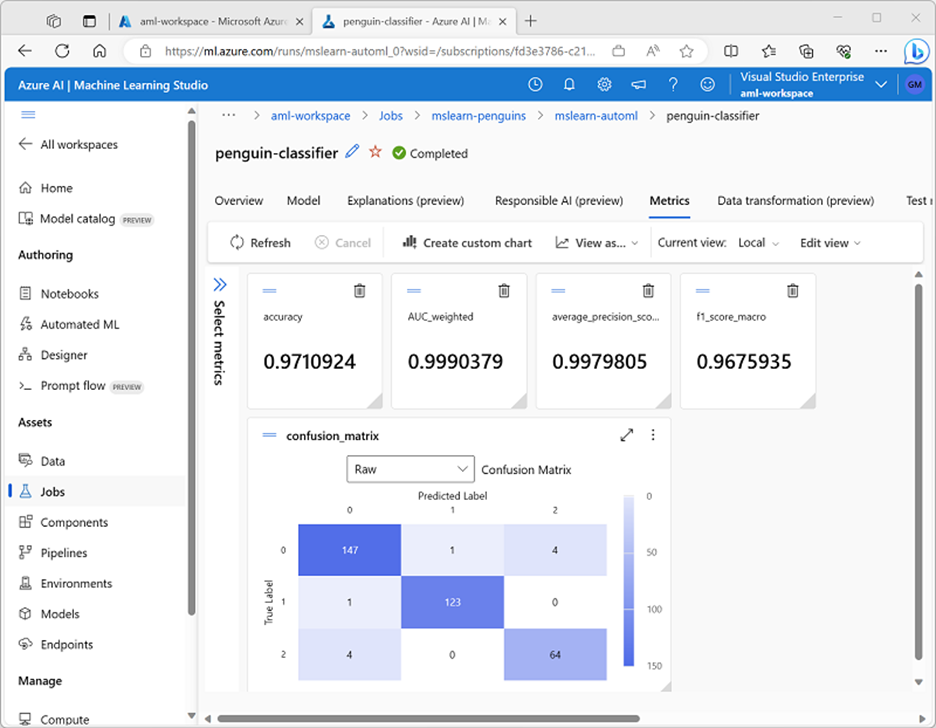 aml-workspace - Microsoft Azure
penguin-classifier - Azure AI | Ma
https://ml.azure.com/runs/mslearn-automl_0?wsid=/subscriptions/fd3e3786-c21...
Azure AI | Machine Learning Studio
Visual Studio Enterprise
aml-workspace
GM
... > aml-workspace > Jobs > mslearn-penguins > mslearn-automl > penguin-classifier
All workspaces
penguin-classifier Completed
Home
Model catalog PREVIEW
Overview Model Explanations (preview) Responsible AI (preview) Metrics Data transformation (preview) Test
Refresh Cancel Create custom chart View as... Current view: Local Edit view
Authoring
Notebooks
Automated ML
Designer
Prompt flow PREVIEW
Assets
Data
Jobs
Components
Pipelines
Environments
Models
Endpoints
Manage
Compute
Select metrics
accuracy
0.9710924
AUC_weighted
0.9990379
average_precision_sco...
0.9979805
f1_score_macro
0.9675935
confusion_matrix
Raw Confusion Matrix
Predicted Label
0 1 2
True Label
0 147 1 4
1 1 123 0
2 4 0 64
0
50
100
150